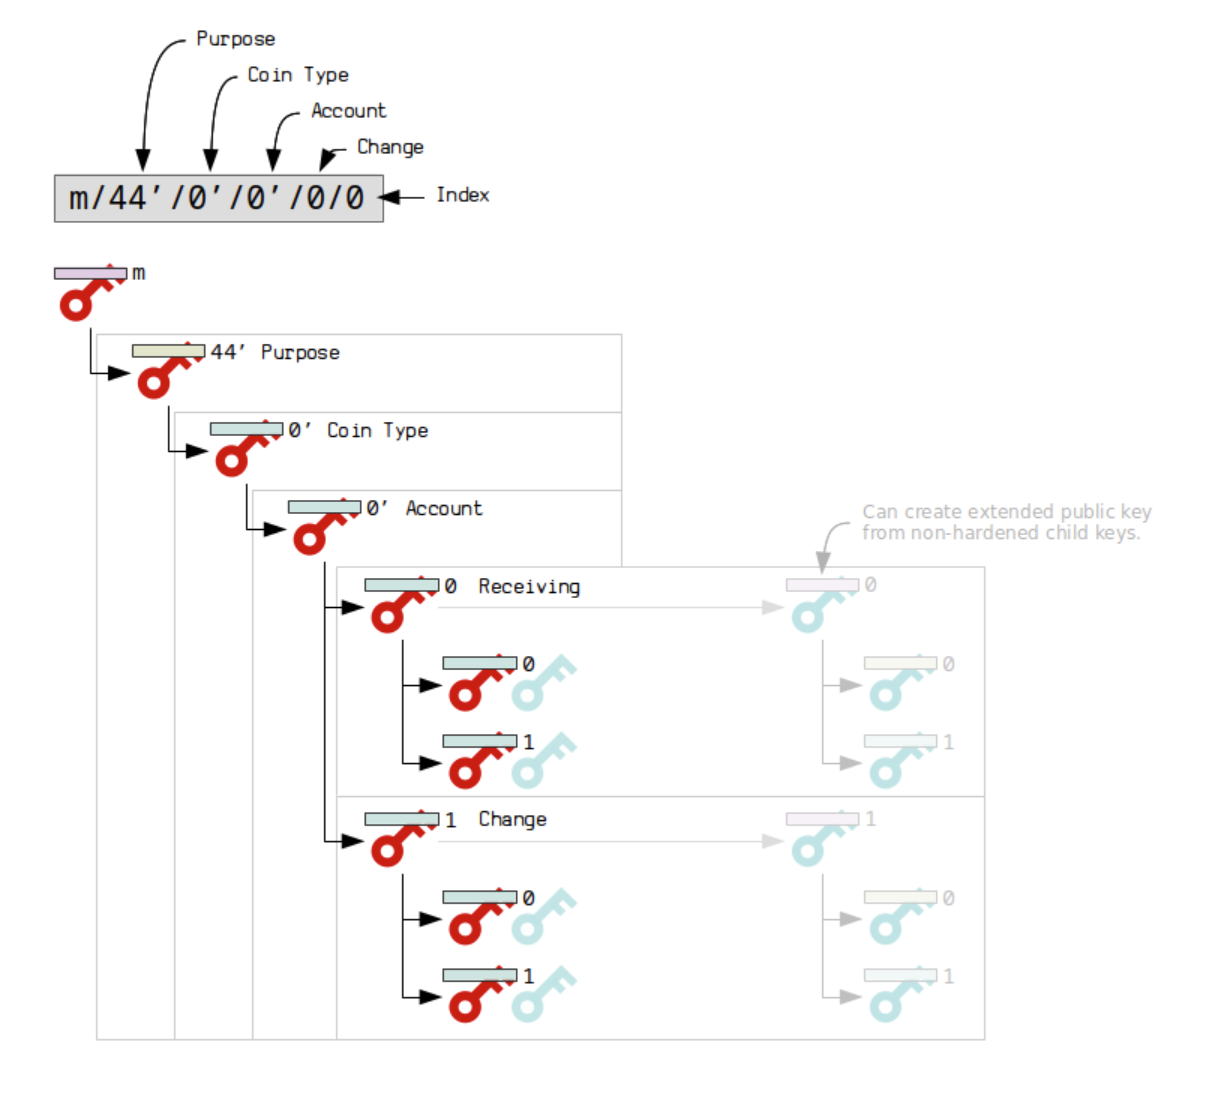 Purpose
Coin Type
Account
Change
m/44'/0'/0'/0/0
Index
m
44' Purpose
0' Coin Type
0' Account
Can create extended public key
from non-hardened child keys.
0 Receiving
0
0
0
1
1
1 Change
1
0
0
1
1